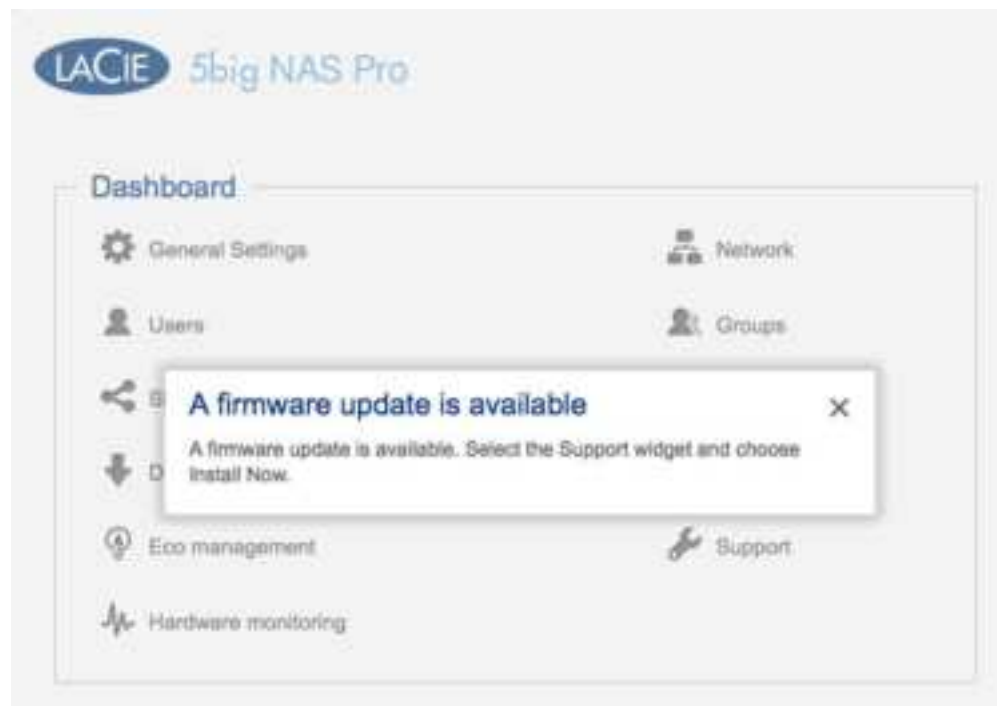 LACIE 5big NAS Pro
Dashboard
General Settings
Network
Users
Groups
A firmware update is available
A firmware update is available. Select the Support widget and choose
Install Now.
D
Eco management
Support
Hardware monitoring